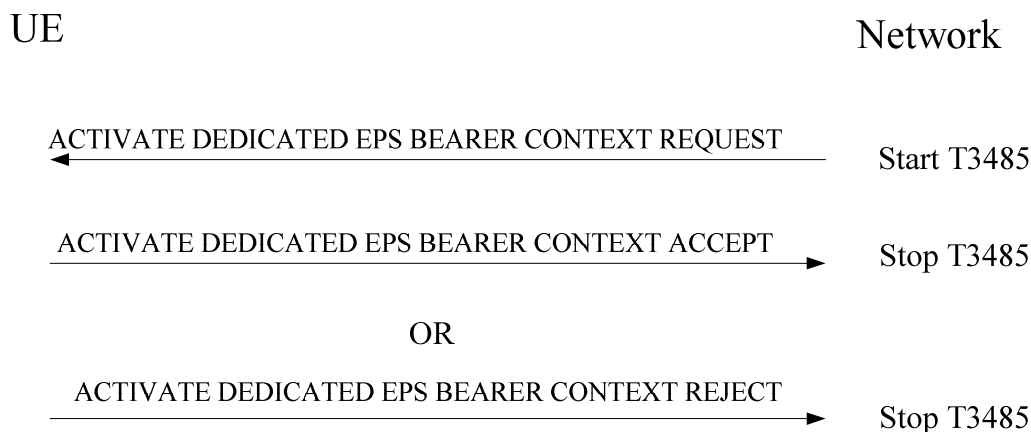 UE
Network
ACTIVATE DEDICATED EPS BEARER CONTEXT REQUEST
Start T3485
ACTIVATE DEDICATED EPS BEARER CONTEXT ACCEPT
Stop T3485
OR
ACTIVATE DEDICATED EPS BEARER CONTEXT REJECT
Stop T3485